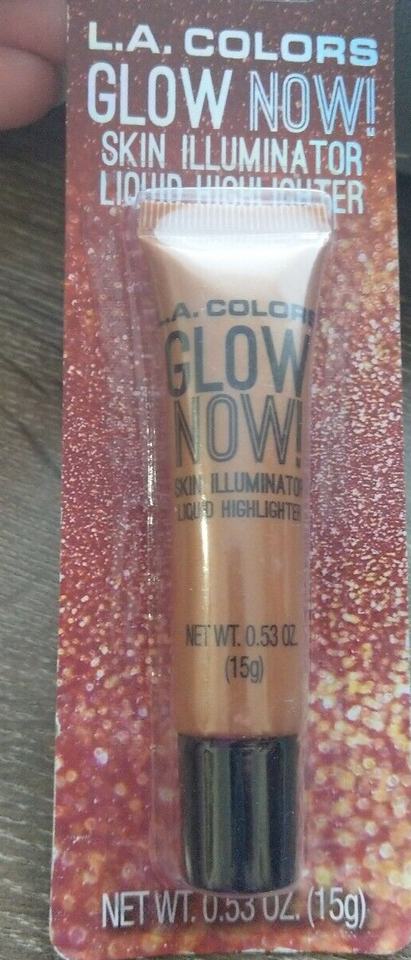 L.A. COLORS
GLOW NOW!
SKIN ILLUMINATOR
LIQUID HIGHLIGHTER
L.A. COLORS
GLOW
NOW!
SKIN ILLUMINATOR
LIQUID HIGHLIGHTER
NET WT. 0.53 OZ.
(15g)
NET WT. 0.53 OZ. (15g)